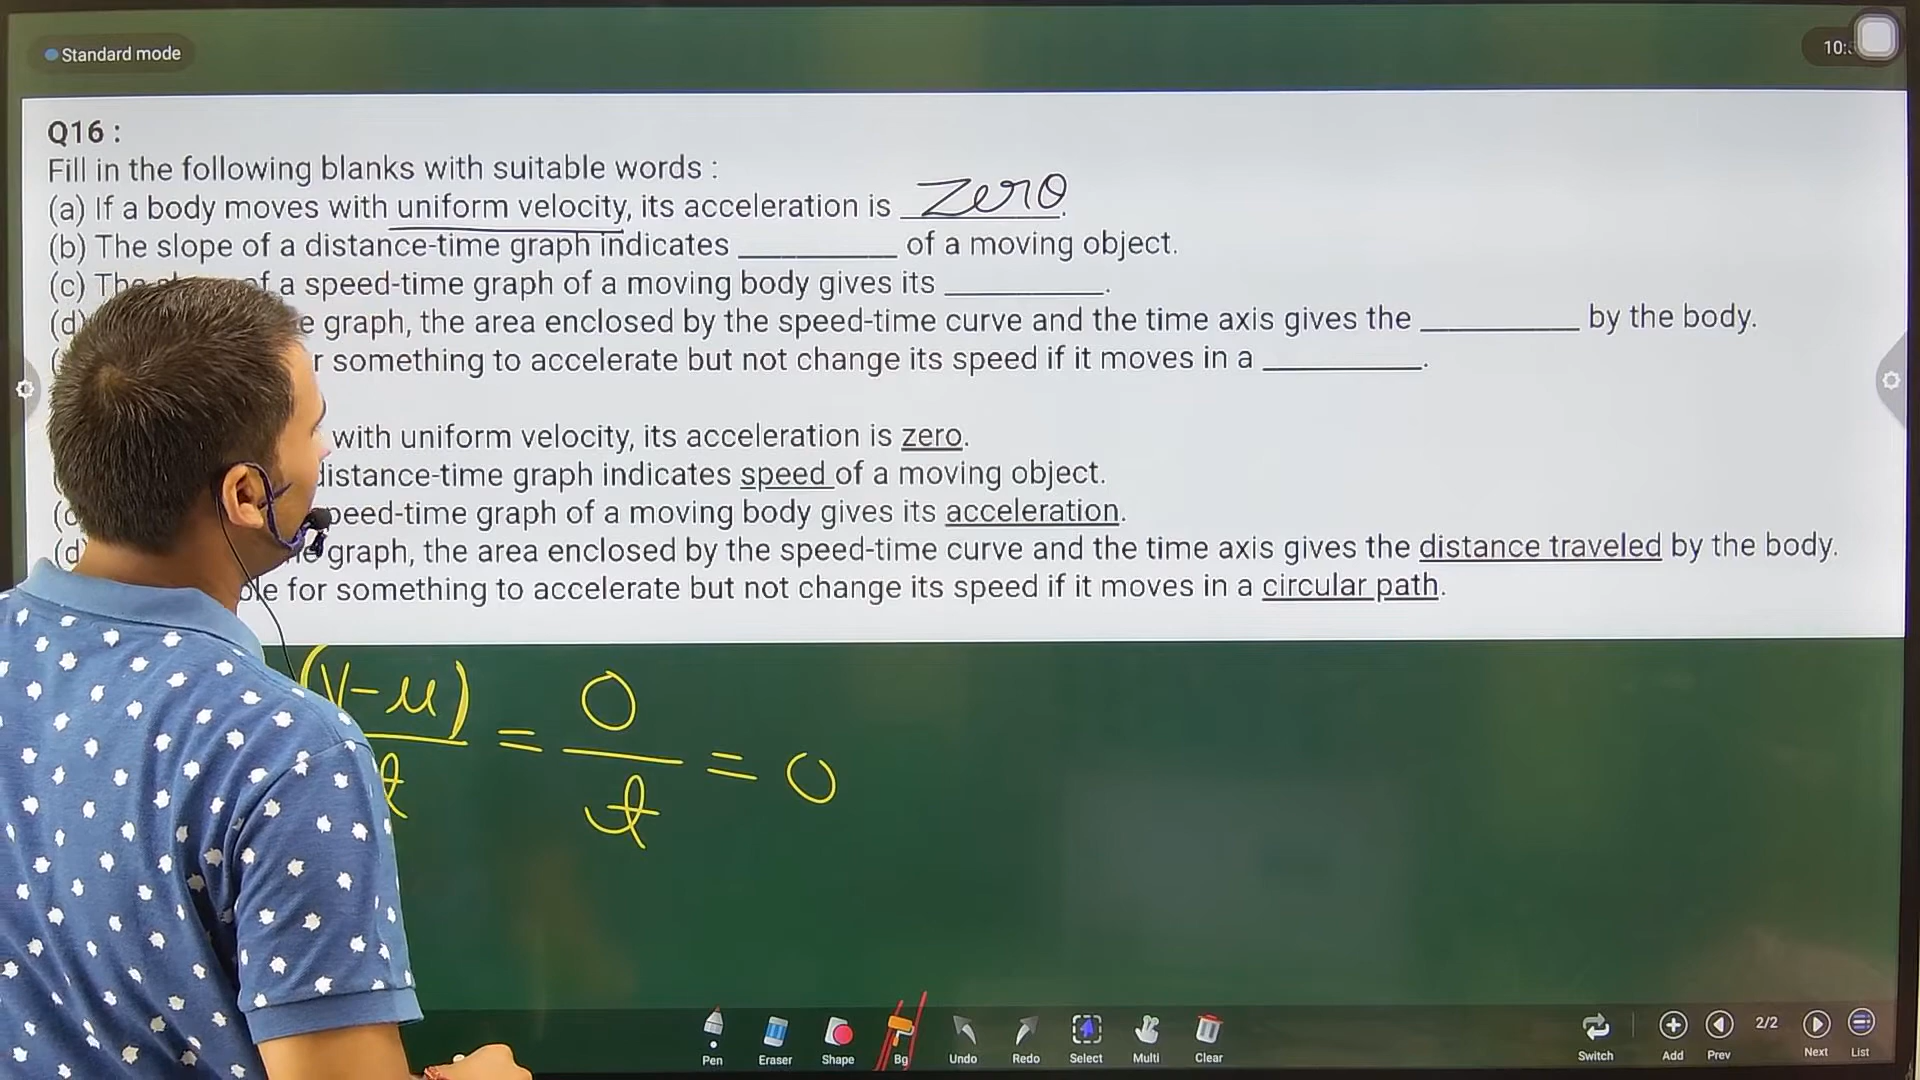 Standard mode
10:
Q16 :
Fill in the following blanks with suitable words :
(a) If a body moves with uniform velocity, its acceleration is zero.
(b) The slope of a distance-time graph indicates __________ of a moving object.
(c) The of a speed-time graph of a moving body gives its __________.
(d) graph, the area enclosed by the speed-time curve and the time axis gives the __________ by the body.
something to accelerate but not change its speed if it moves in a __________.
with uniform velocity, its acceleration is zero.
distance-time graph indicates speed of a moving object.
speed-time graph of a moving body gives its acceleration.
(d) graph, the area enclosed by the speed-time curve and the time axis gives the distance traveled by the body.
for something to accelerate but not change its speed if it moves in a circular path.
(v-u)/t = 0/t = 0
Pen Eraser Shape Bg Undo Redo Select Multi Clear Switch Add Prev 2/2 Next List